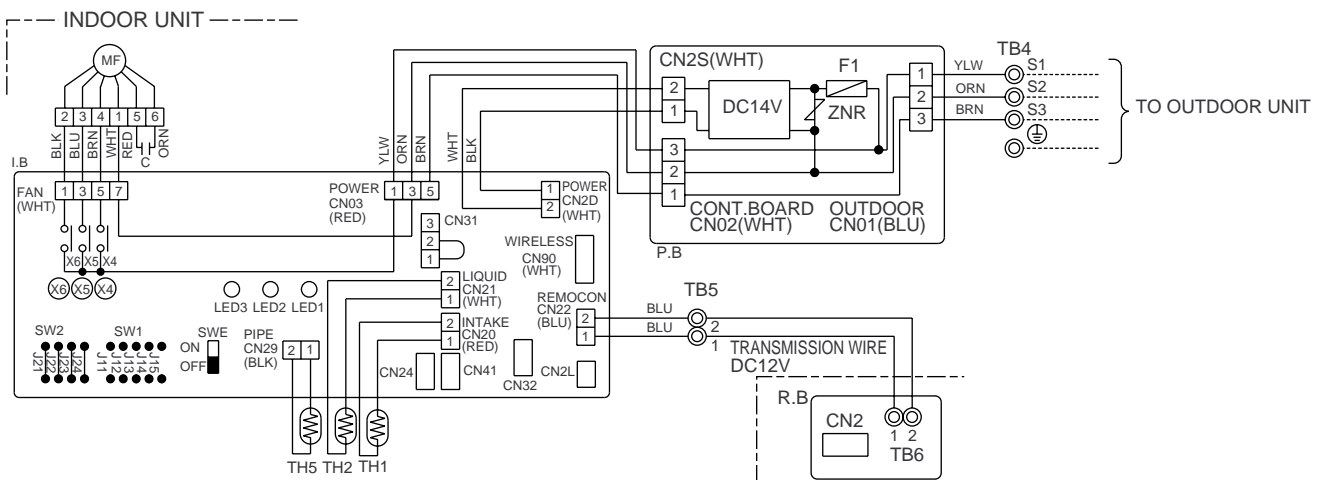 INDOOR UNIT
MF
2 3 4 1 5 6
BLK
BLU
BRN
WHT
RED
C
ORN
I.B
FAN
(WHT)
1 3 5 7
X6 X5 X4
X6 X5 X4
POWER
CN03
(RED)
1 3 5
YLW
ORN
BRN
WHT
BLK
CN31
3
2
1
POWER
CN2D
(WHT)
1
2
WIRELESS
CN90
(WHT)
LED3 LED2 LED1
LIQUID
CN21
(WHT)
2
1
INTAKE
CN20
(RED)
2
1
REMOCON
CN22
(BLU)
2
1
SW2
J21
J22
J23
J24
SW1
J11
J12
J13
J14
J15
SWE
ON
OFF
PIPE
CN29
(BLK)
2 1
CN24
CN41
CN32
CN2L
TH5 TH2 TH1
CN2S(WHT)
2
1
DC14V
F1
ZNR
3
2
1
CONT.BOARD
CN02(WHT)
OUTDOOR
CN01(BLU)
1
2
3
P.B
TB4
YLW
S1
ORN
S2
BRN
S3
TO OUTDOOR UNIT
TB5
BLU
2
BLU
1
TRANSMISSION WIRE
DC12V
R.B
CN2
1 2
TB6